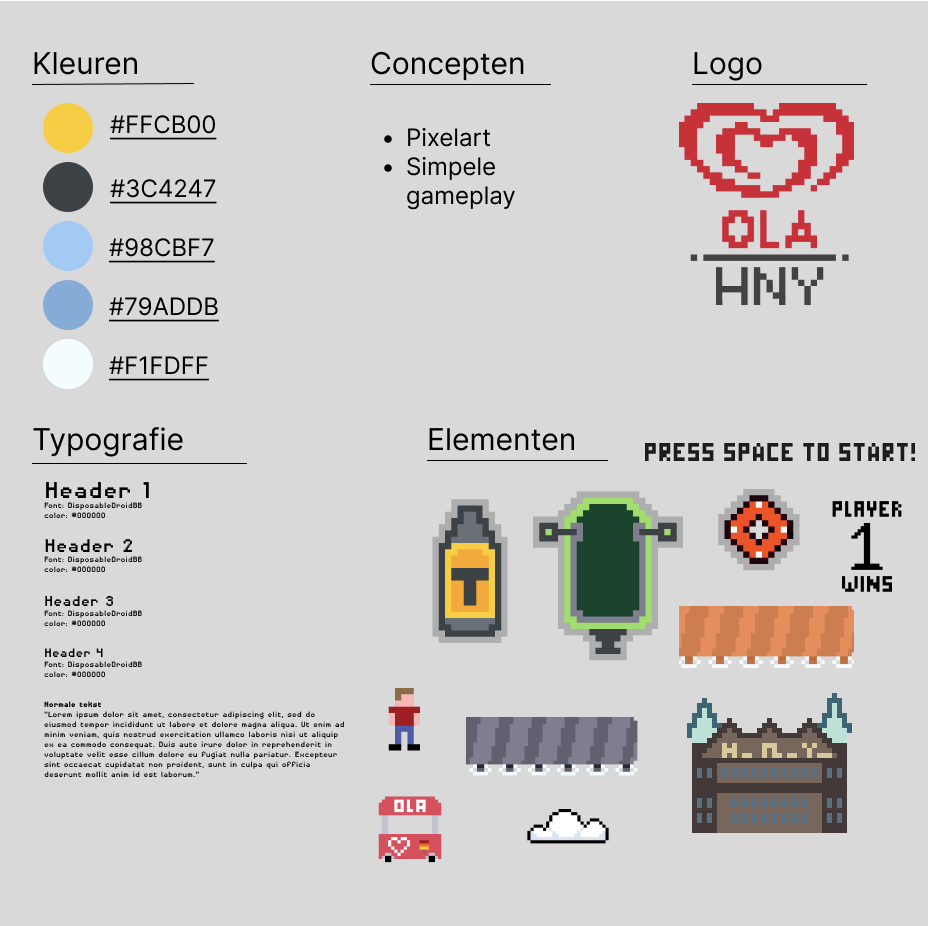 Kleuren
#FFCB00
#3C4247
#98CBF7
#79ADDB
#F1FDFF
Concepten
• Pixelart
• Simpele
gameplay
Logo
OLA
HNY
Typografie
Header 1
Font: DisposableDroidBB
color: #000000
Header 2
Font: DisposableDroidBB
color: #000000
Header 3
Font: DisposableDroidBB
color: #000000
Header 4
Font: DisposableDroidBB
color: #000000
Normale tekst
"Lorem ipsum dolor sit amet, consectetur adipiscing elit, sed do
eiusmod tempor incididunt ut labore et dolore magna aliqua. Ut enim ad
minim veniam, quis nostrud exercitation ullamco laboris nisi ut aliquip
ex ea commodo consequat. Duis aute irure dolor in reprehenderit in
voluptate velit esse cillum dolore eu fugiat nulla pariatur. Excepteur
sint occaecat cupidatat non proident, sunt in culpa qui officia
deserunt mollit anim id est laborum."
Elementen
PRESS SPACE TO START!
T
PLAYER
1
WINS
H_N_Y_
OLA